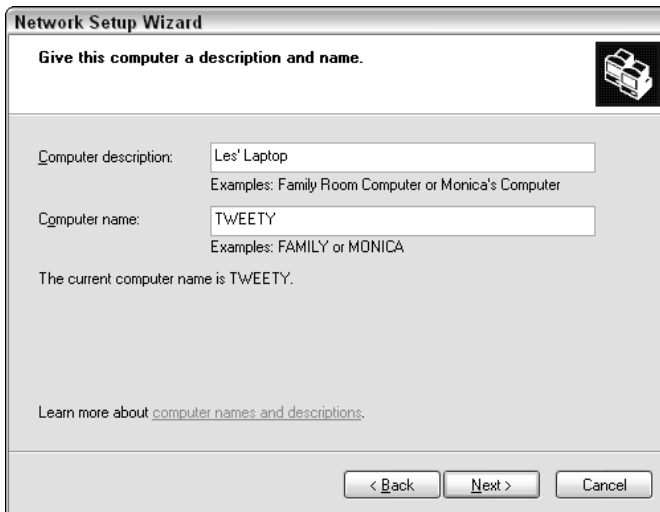 Network Setup Wizard
Give this computer a description and name.
Computer description: Les' Laptop
Examples: Family Room Computer or Monica's Computer
Computer name: TWEETY
Examples: FAMILY or MONICA
The current computer name is TWEETY.
Learn more about computer names and descriptions.
< Back Next > Cancel